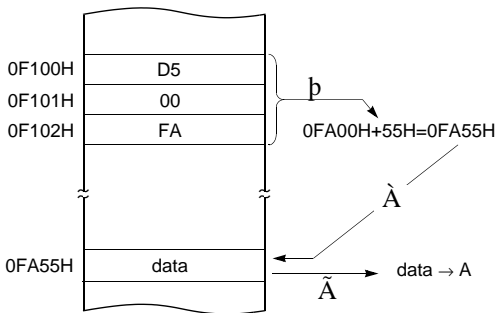 0F100H D5
0F101H 00
0F102H FA
þ
0FA00H+55H=0FA55H
À
0FA55H data
Ã
data → A